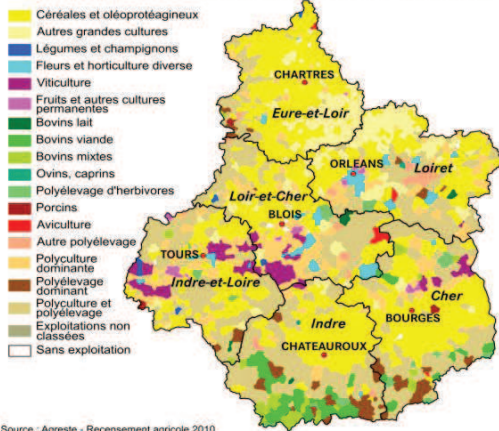 Céréales et oléoprotéagineux
Autres grandes cultures
Légumes et champignons
Fleurs et horticulture diverse
Viticulture
Fruits et autres cultures
permanentes
Bovins lait
Bovins viande
Bovins mixtes
Ovins, caprins
Polyélevage d'herbivores
Porcins
Aviculture
Autre polyélevage
Polyculture
dominante
Polyélevage
dominant
Polyculture et
polyélevage
Exploitations non
classées
Sans exploitation
CHARTRES
Eure-et-Loir
ORLEANS
Loiret
Loir-et-Cher
BLOIS
TOURS
Indre-et-Loire
Cher
Indre
BOURGES
CHATEAUROUX
Source : Agreste - Recensement agricole 2010